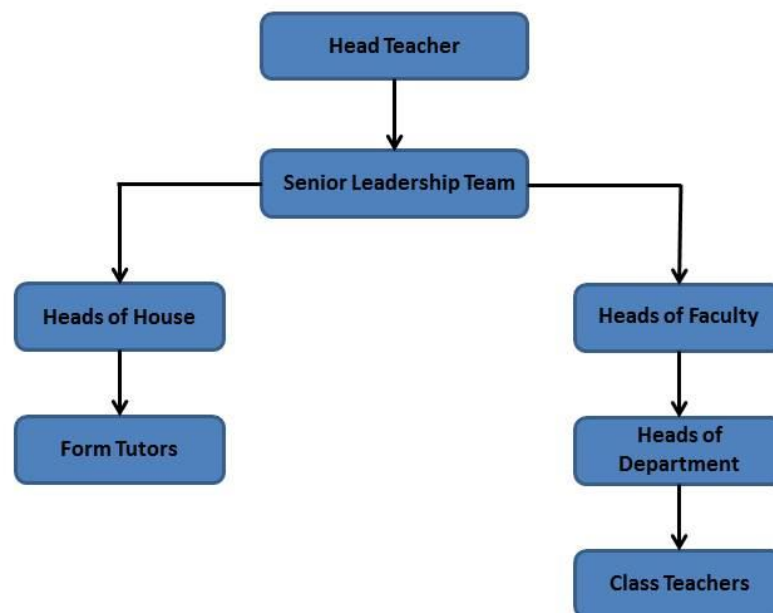 Head Teacher
Senior Leadership Team
Heads of House
Heads of Faculty
Form Tutors
Heads of
Department
Class Teachers